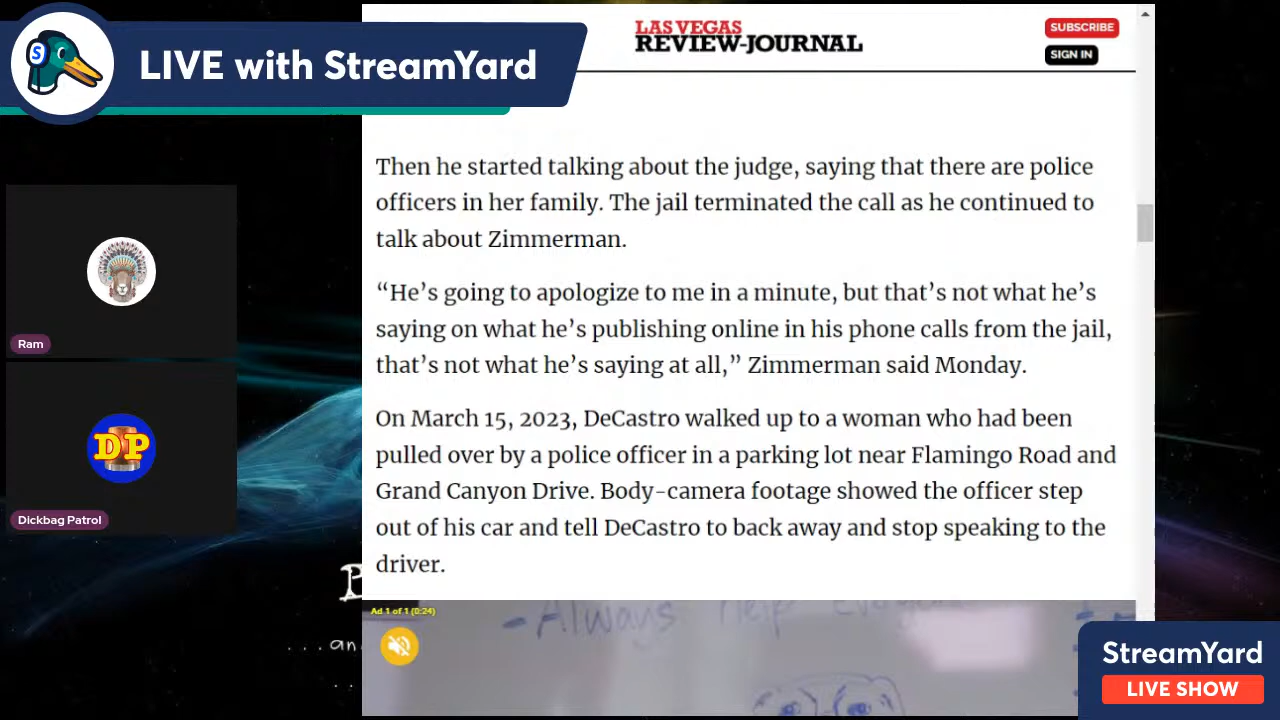 LIVE with StreamYard
LAS VEGAS
REVIEW-JOURNAL
SUBSCRIBE
SIGN IN
Then he started talking about the judge, saying that there are police
officers in her family. The jail terminated the call as he continued to
talk about Zimmerman.
“He’s going to apologize to me in a minute, but that’s not what he’s
saying on what he’s publishing online in his phone calls from the jail,
that’s not what he’s saying at all,” Zimmerman said Monday.
On March 15, 2023, DeCastro walked up to a woman who had been
pulled over by a police officer in a parking lot near Flamingo Road and
Grand Canyon Drive. Body-camera footage showed the officer step
out of his car and tell DeCastro to back away and stop speaking to the
driver.
Ram
DP
Dickbag Patrol
...an
Ad 1 of 1 (0:24)
- Always Help
StreamYard
LIVE SHOW